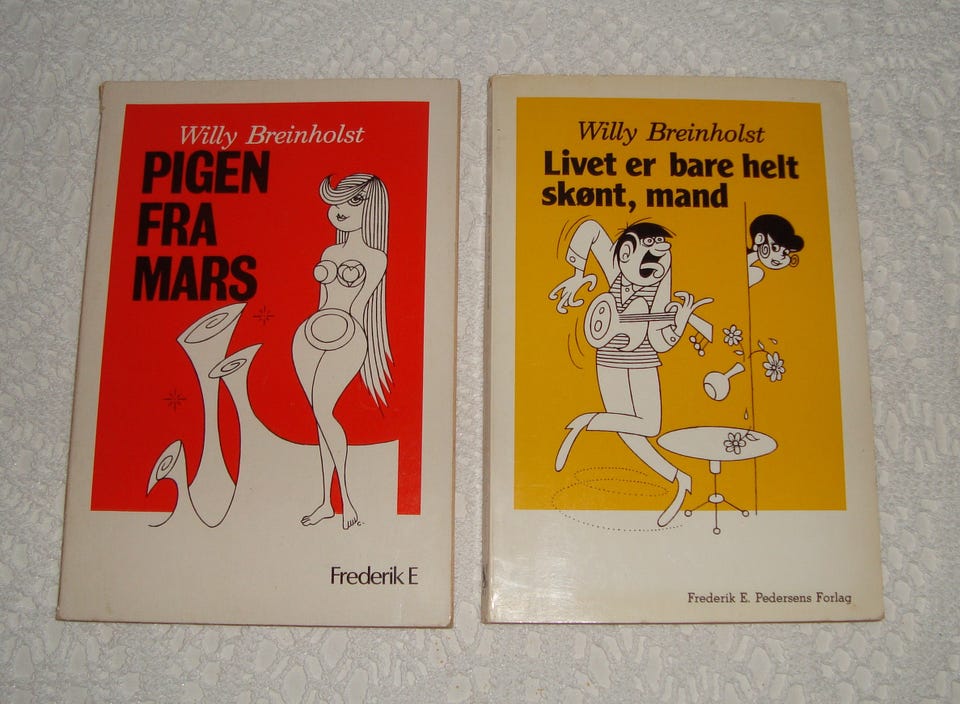 Willy Breinholst
PIGEN
FRA
MARS
Frederik E
Willy Breinholst
Livet er bare helt
skønt, mand
Frederik E. Pedersens Forlag